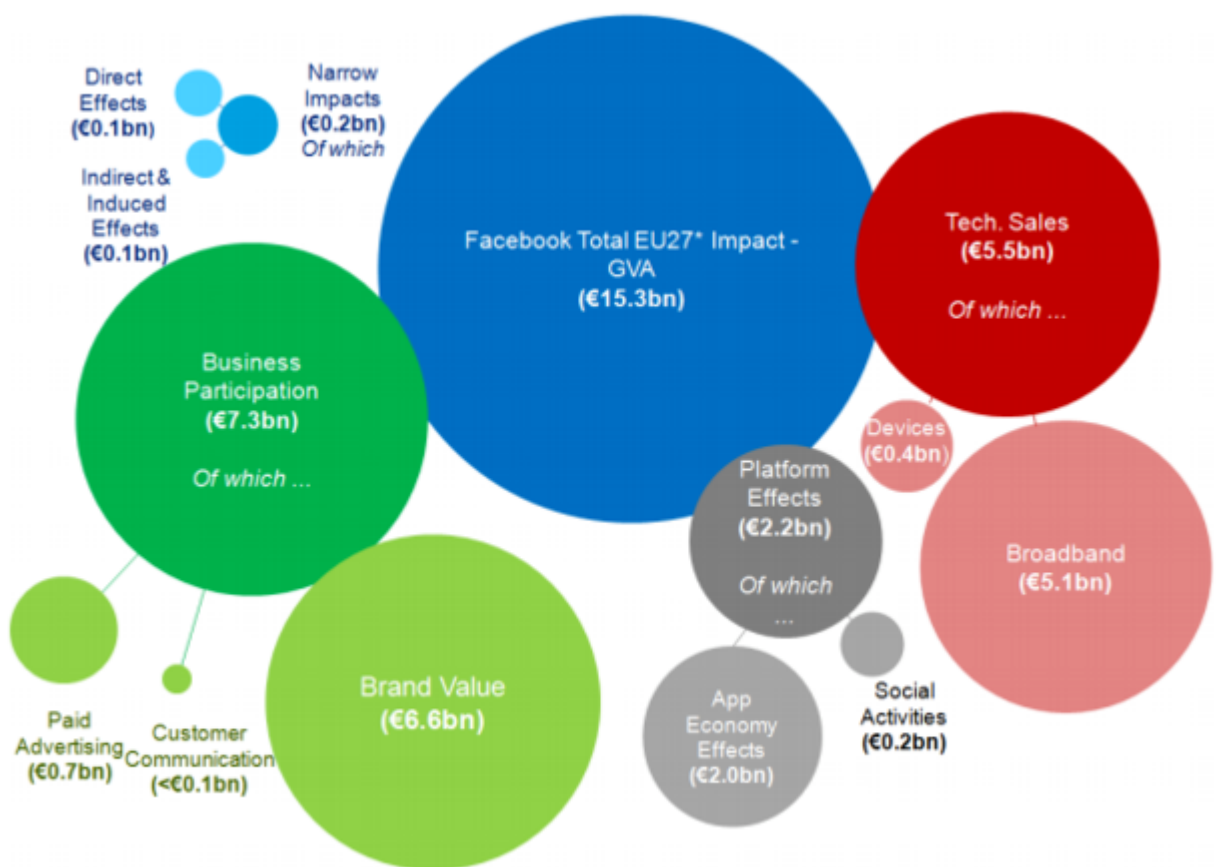 Direct
Effects
(€0.1bn)
Narrow
Impacts
(€0.2bn)
Of which
Indirect &
Induced
Effects
(€0.1bn)
Facebook Total EU27* Impact -
GVA
(€15.3bn)
Tech. Sales
(€5.5bn)
Of which ...
Business
Participation
(€7.3bn)
Of which ...
Devices
(€0.4bn)
Platform
Effects
(€2.2bn)
Of which
...
Broadband
(€5.1bn)
Brand Value
(€6.6bn)
App
Economy
Effects
(€2.0bn)
Social
Activities
(€0.2bn)
Paid
Advertising
(€0.7bn)
Customer
Communication
(<€0.1bn)